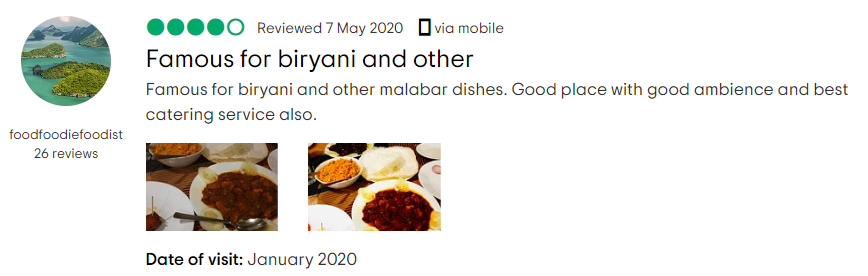 Reviewed 7 May 2020 via mobile
Famous for biryani and other
Famous for biryani and other malabar dishes. Good place with good ambience and best
catering service also.
foodfoodiefoodist
26 reviews
Date of visit: January 2020